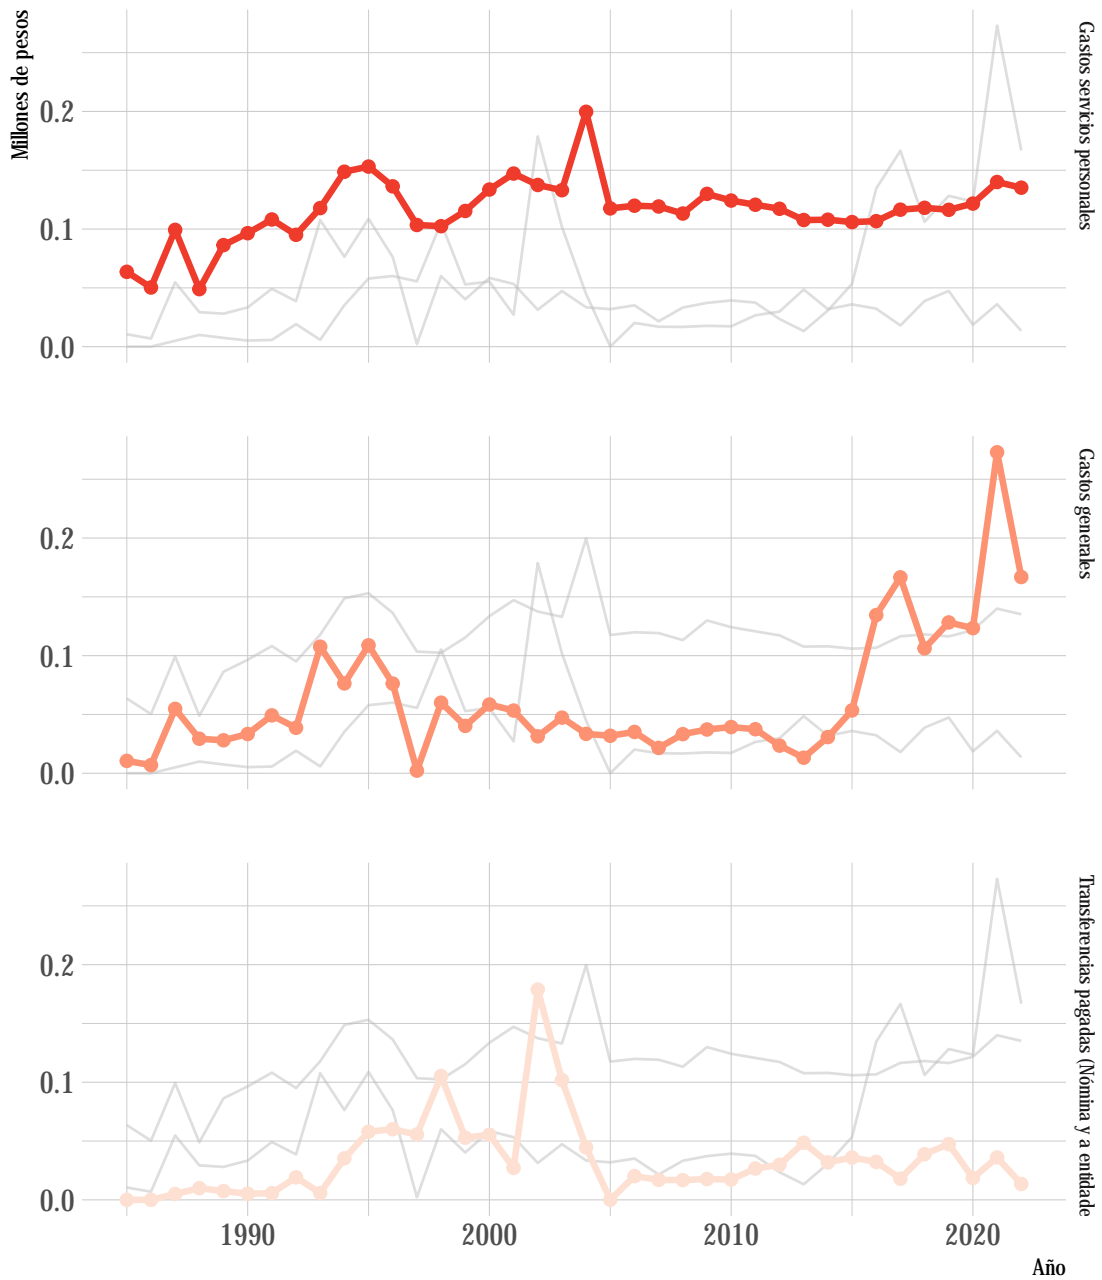 Millones de pesos
Gastos servicios personales
0.2
0.1
0.0
Gastos generales
0.2
0.1
0.0
Transferencias pagadas (Nómina y a entidade
0.2
0.1
0.0
1990 2000 2010 2020
Año